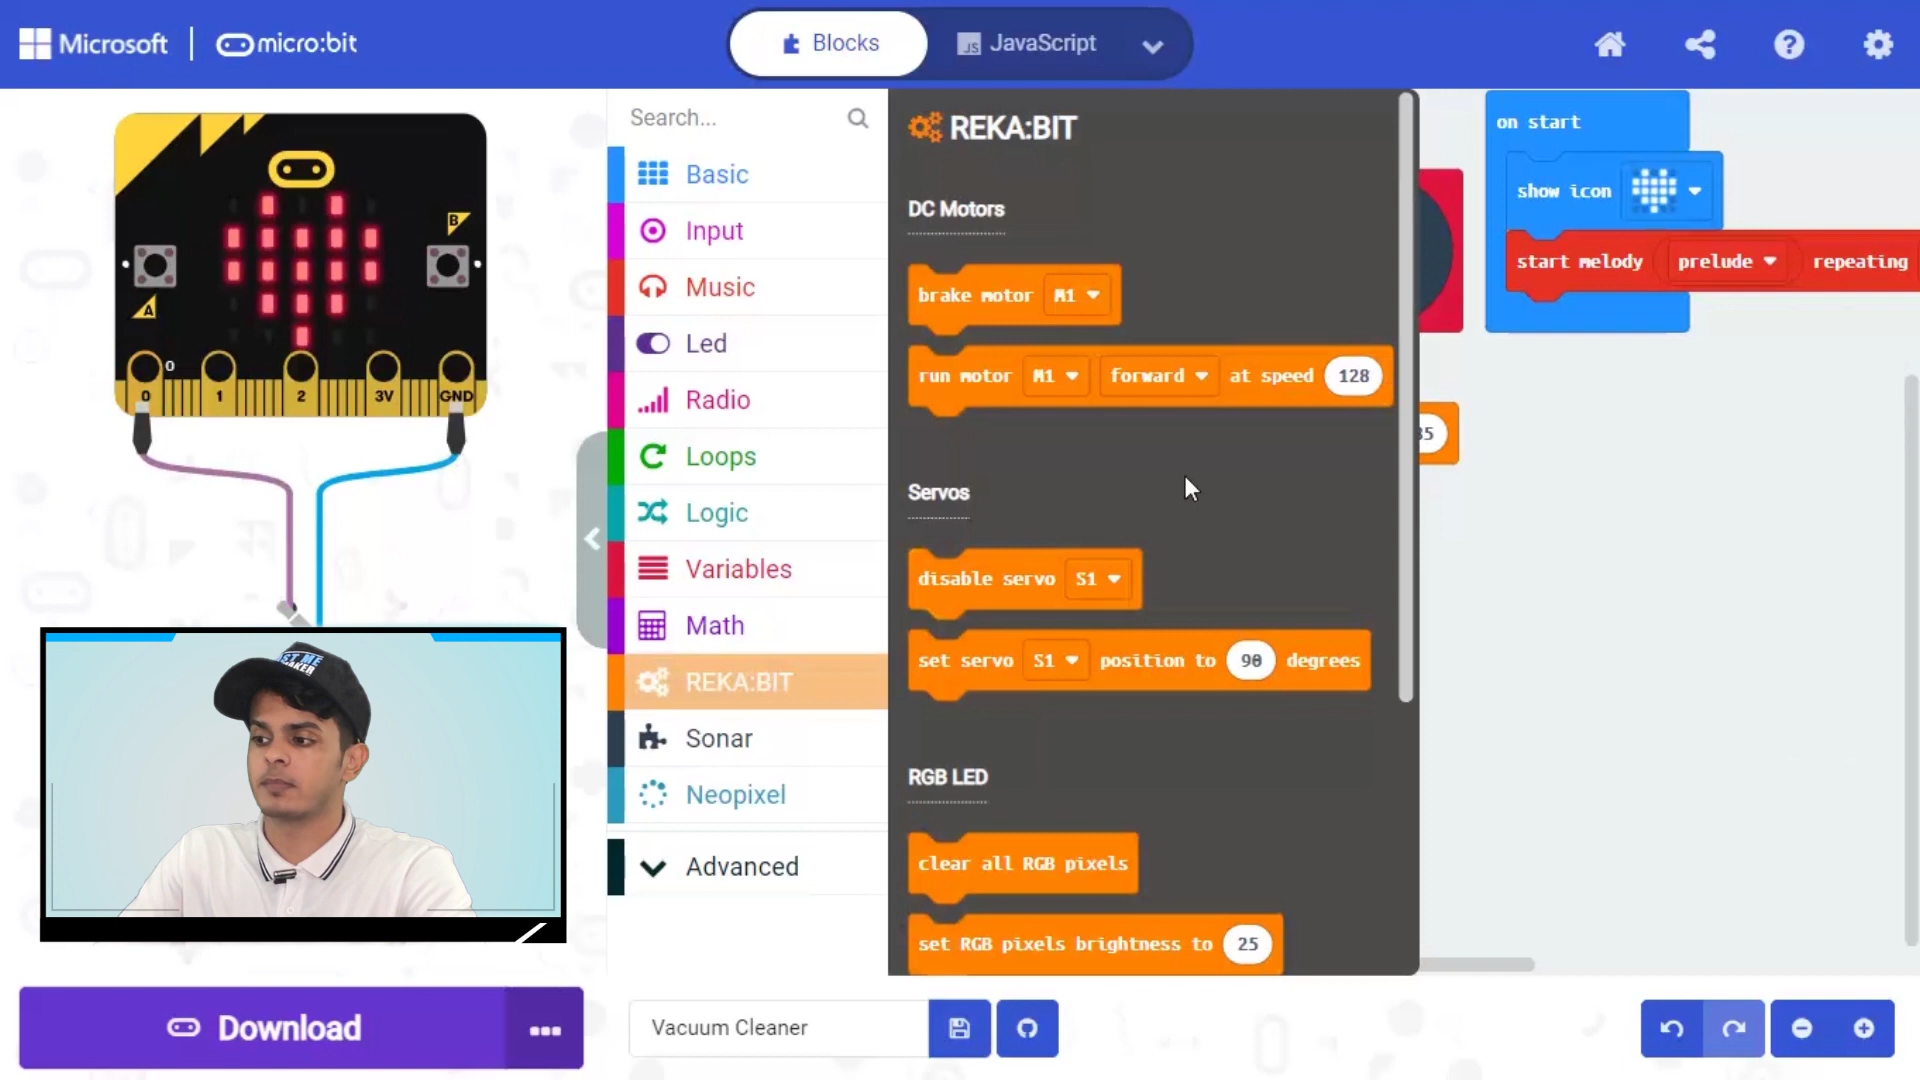 Microsoft | micro:bit
Blocks
JavaScript
B
A
0
0 1 2 3V GND
Search...
Basic
Input
Music
Led
Radio
Loops
Logic
Variables
Math
REKA:BIT
Sonar
Neopixel
Advanced
REKA:BIT
DC Motors
brake motor M1
run motor M1 forward at speed 128
Servos
disable servo S1
set servo S1 position to 90 degrees
RGB LED
clear all RGB pixels
set RGB pixels brightness to 25
on start
show icon
start melody prelude repeating
Download
Vacuum Cleaner